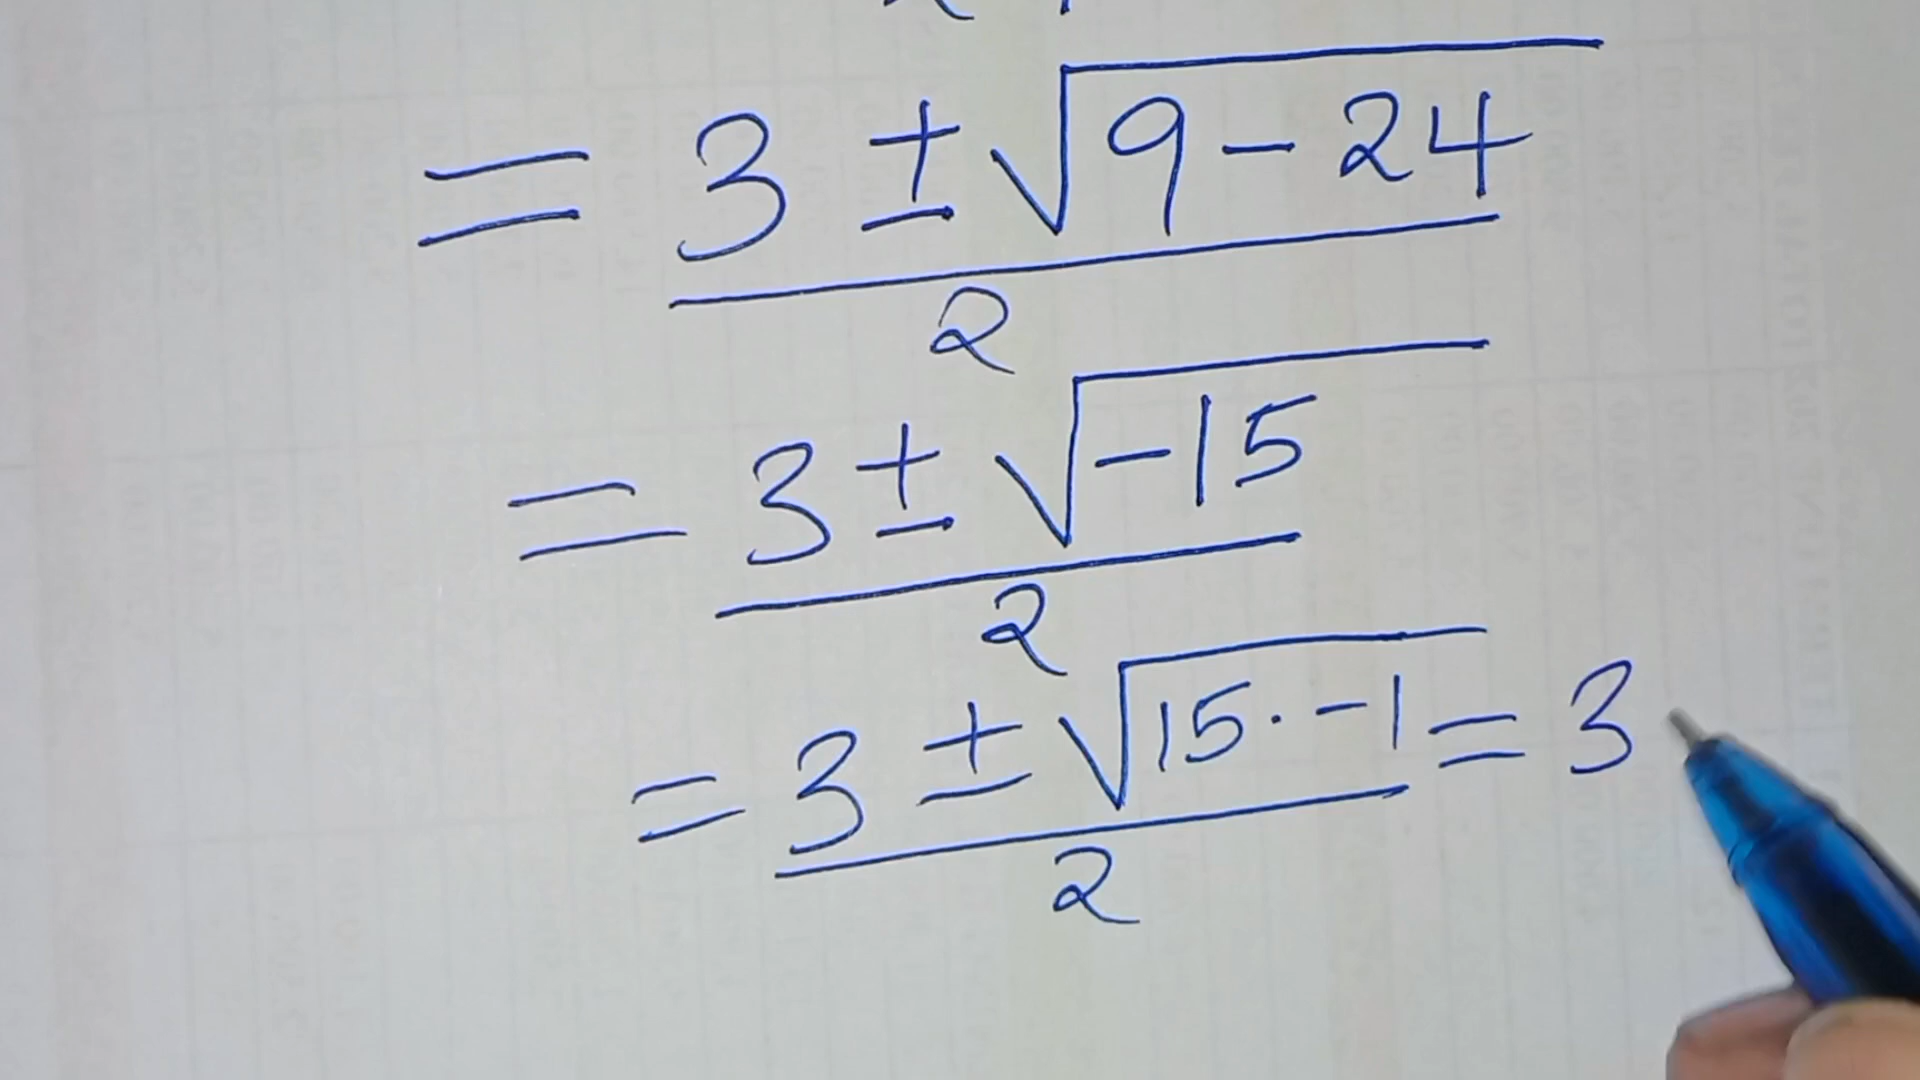 = 3 ± √9 - 24
2
= 3 ± √-15
2
= 3 ± √15 · -1 = 3
2